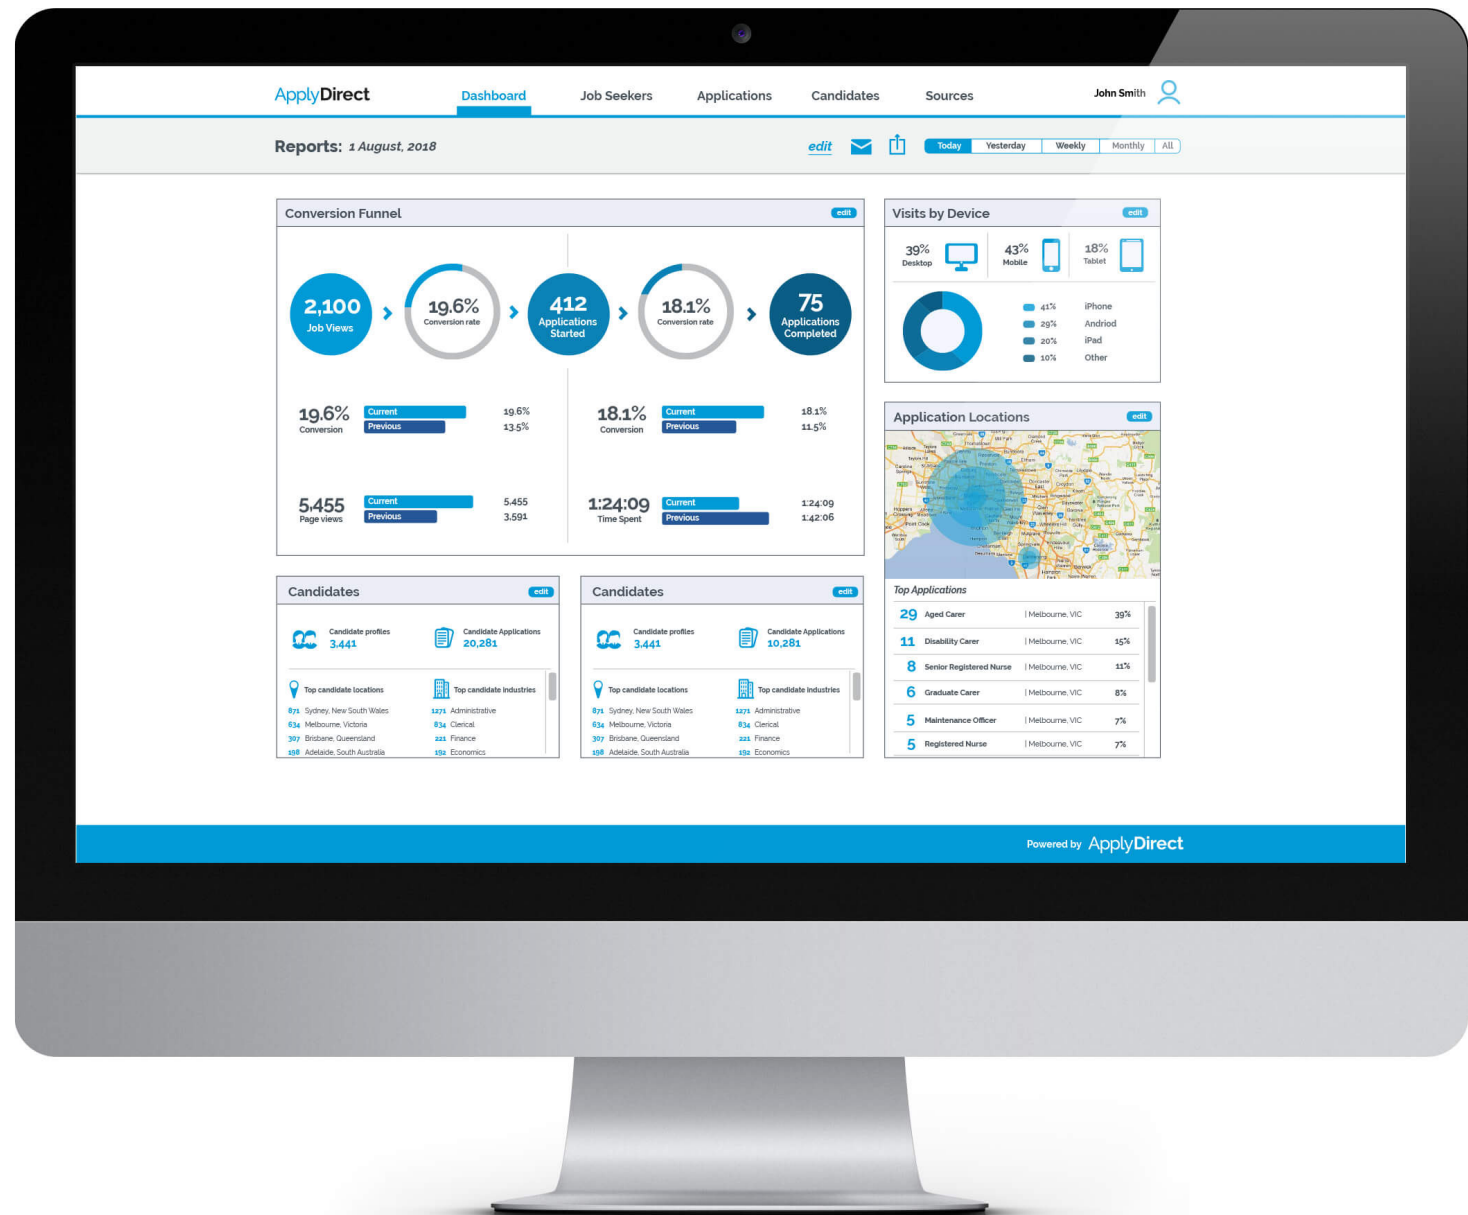 ApplyDirect
Dashboard
Job Seekers
Applications
Candidates
Sources
John Smith
Reports: 1 August, 2018
edit
Today
Yesterday
Weekly
Monthly
All
Conversion Funnel
edit
2,100
Job Views
19.6%
Conversion rate
412
Applications
Started
18.1%
Conversion rate
75
Applications
Completed
19.6%
Conversion
Current
19.6%
Previous
13.5%
18.1%
Conversion
Current
18.1%
Previous
11.5%
5.455
Page views
Current
5.455
Previous
3.591
1:24:09
Time Spent
Current
1:24:09
Previous
1:42:06
Visits by Device
edit
39%
Desktop
43%
Mobile
18%
Tablet
41% iPhone
29% Andriod
20% iPad
10% Other
Application Locations
edit
Top Applications
29 Aged Carer | Melbourne, VIC 39%
11 Disability Carer | Melbourne, VIC 15%
8 Senior Registered Nurse | Melbourne, VIC 11%
6 Graduate Carer | Melbourne, VIC 8%
5 Maintenance Officer | Melbourne, VIC 7%
5 Registered Nurse | Melbourne, VIC 7%
Candidates
edit
Candidate profiles
3,441
Candidate Applications
20,281
Top candidate locations
871 Sydney, New South Wales
634 Melbourne, Victoria
307 Brisbane, Queensland
198 Adelaide, South Australia
Top candidate industries
1271 Administrative
834 Clerical
221 Finance
192 Economics
Candidates
edit
Candidate profiles
3,441
Candidate Applications
10,281
Top candidate locations
871 Sydney, New South Wales
634 Melbourne, Victoria
307 Brisbane, Queensland
198 Adelaide, South Australia
Top candidate industries
1271 Administrative
834 Clerical
221 Finance
192 Economics
Powered by ApplyDirect